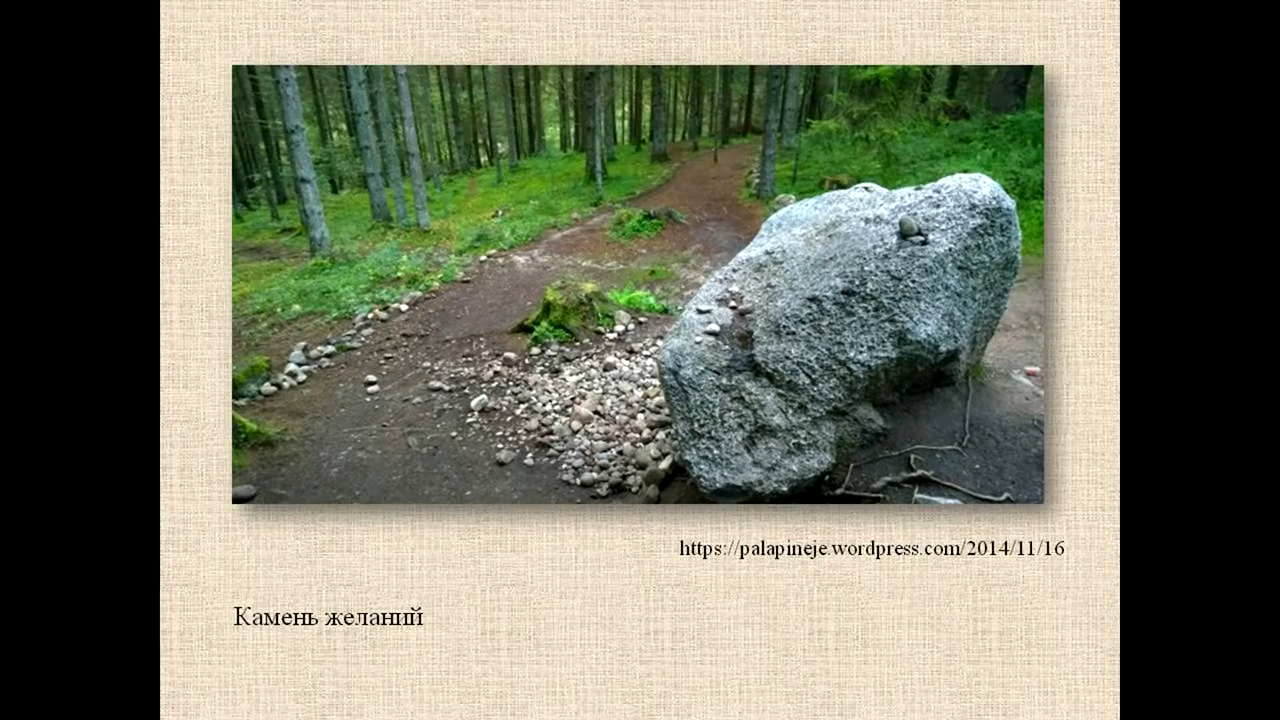 https://palapineje.wordpress.com/2014/11/16
Камень желаний